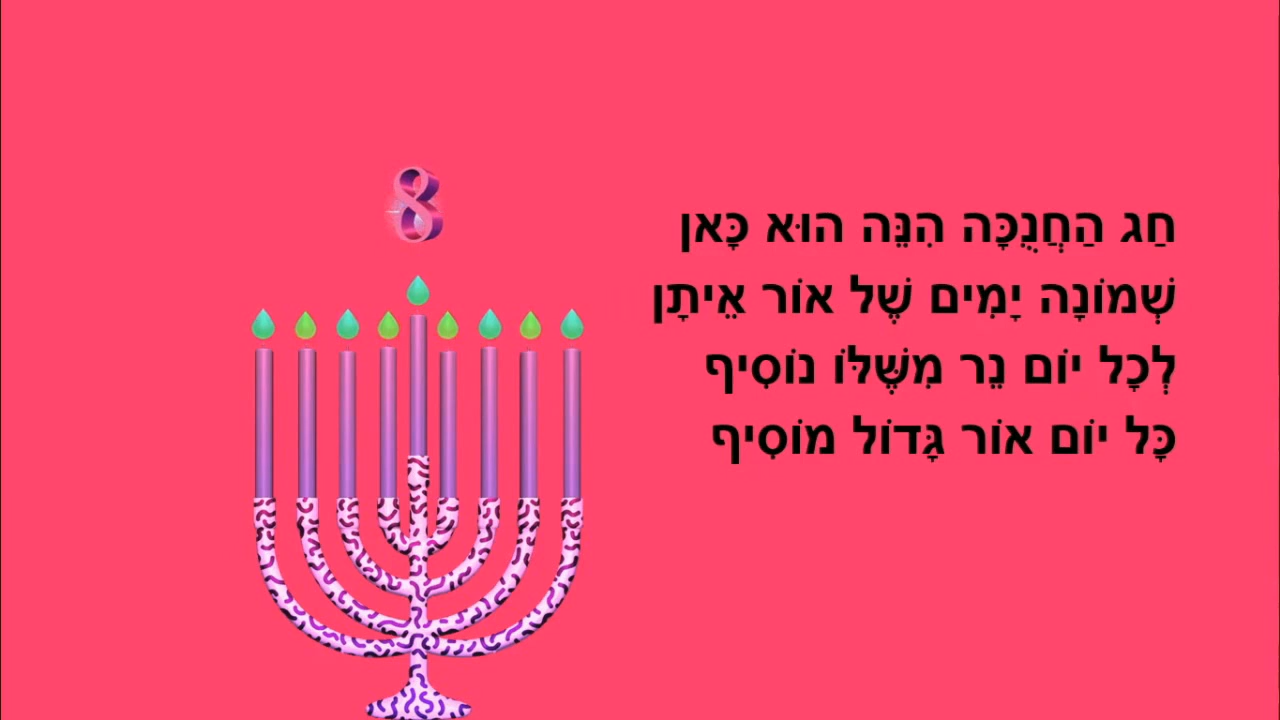 8
חַג הַחֲנֻכָּה הִנֵּה הוּא כָּאן
שְׁמוֹנָה יָמִים שֶׁל אוֹר אֵיתָן
לְכָל יוֹם נֵר מִשֶּׁלּוֹ נוֹסִיף
כָּל יוֹם אוֹר גָּדוֹל מוֹסִיף